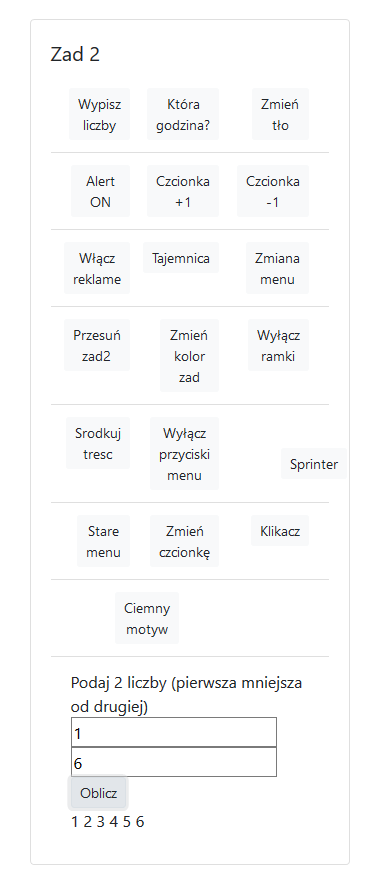 Zad 2
Wypisz liczby
Która godzina?
Zmień tło
Alert ON
Czcionka +1
Czcionka -1
Włącz reklame
Tajemnica
Zmiana menu
Przesuń zad2
Zmień kolor zad
Wyłącz ramki
Srodkuj tresc
Wyłącz przyciski menu
Sprinter
Stare menu
Zmień czcionkę
Klikacz
Ciemny motyw
Podaj 2 liczby (pierwsza mniejsza
od drugiej)
1
6
Oblicz
1 2 3 4 5 6